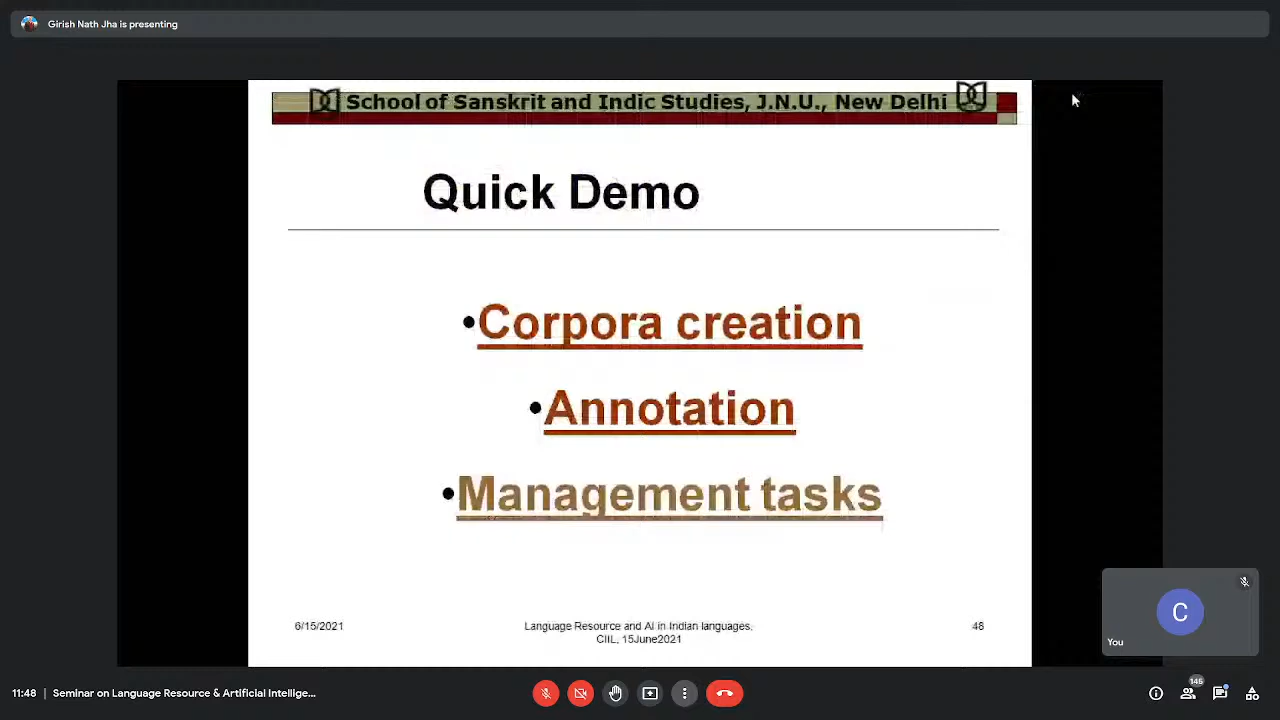 Girish Nath Jha is presenting
School of Sanskrit and Indic Studies, J.N.U., New Delhi
Quick Demo
•Corpora creation
•Annotation
•Management tasks
6/15/2021
Language Resource and AI in Indian languages,
CIIL, 15June2021
48
C
You
11:48 | Seminar on Language Resource & Artificial Intellige...
146